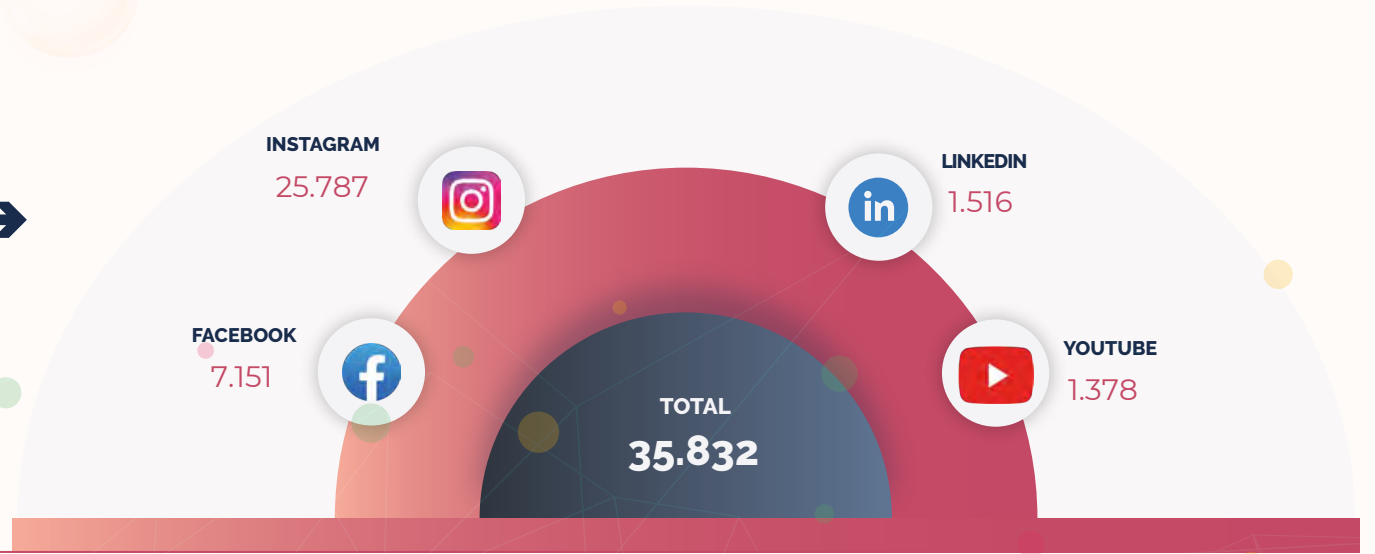 INSTAGRAM
25.787
LINKEDIN
1.516
FACEBOOK
7.151
YOUTUBE
1.378
TOTAL
35.832